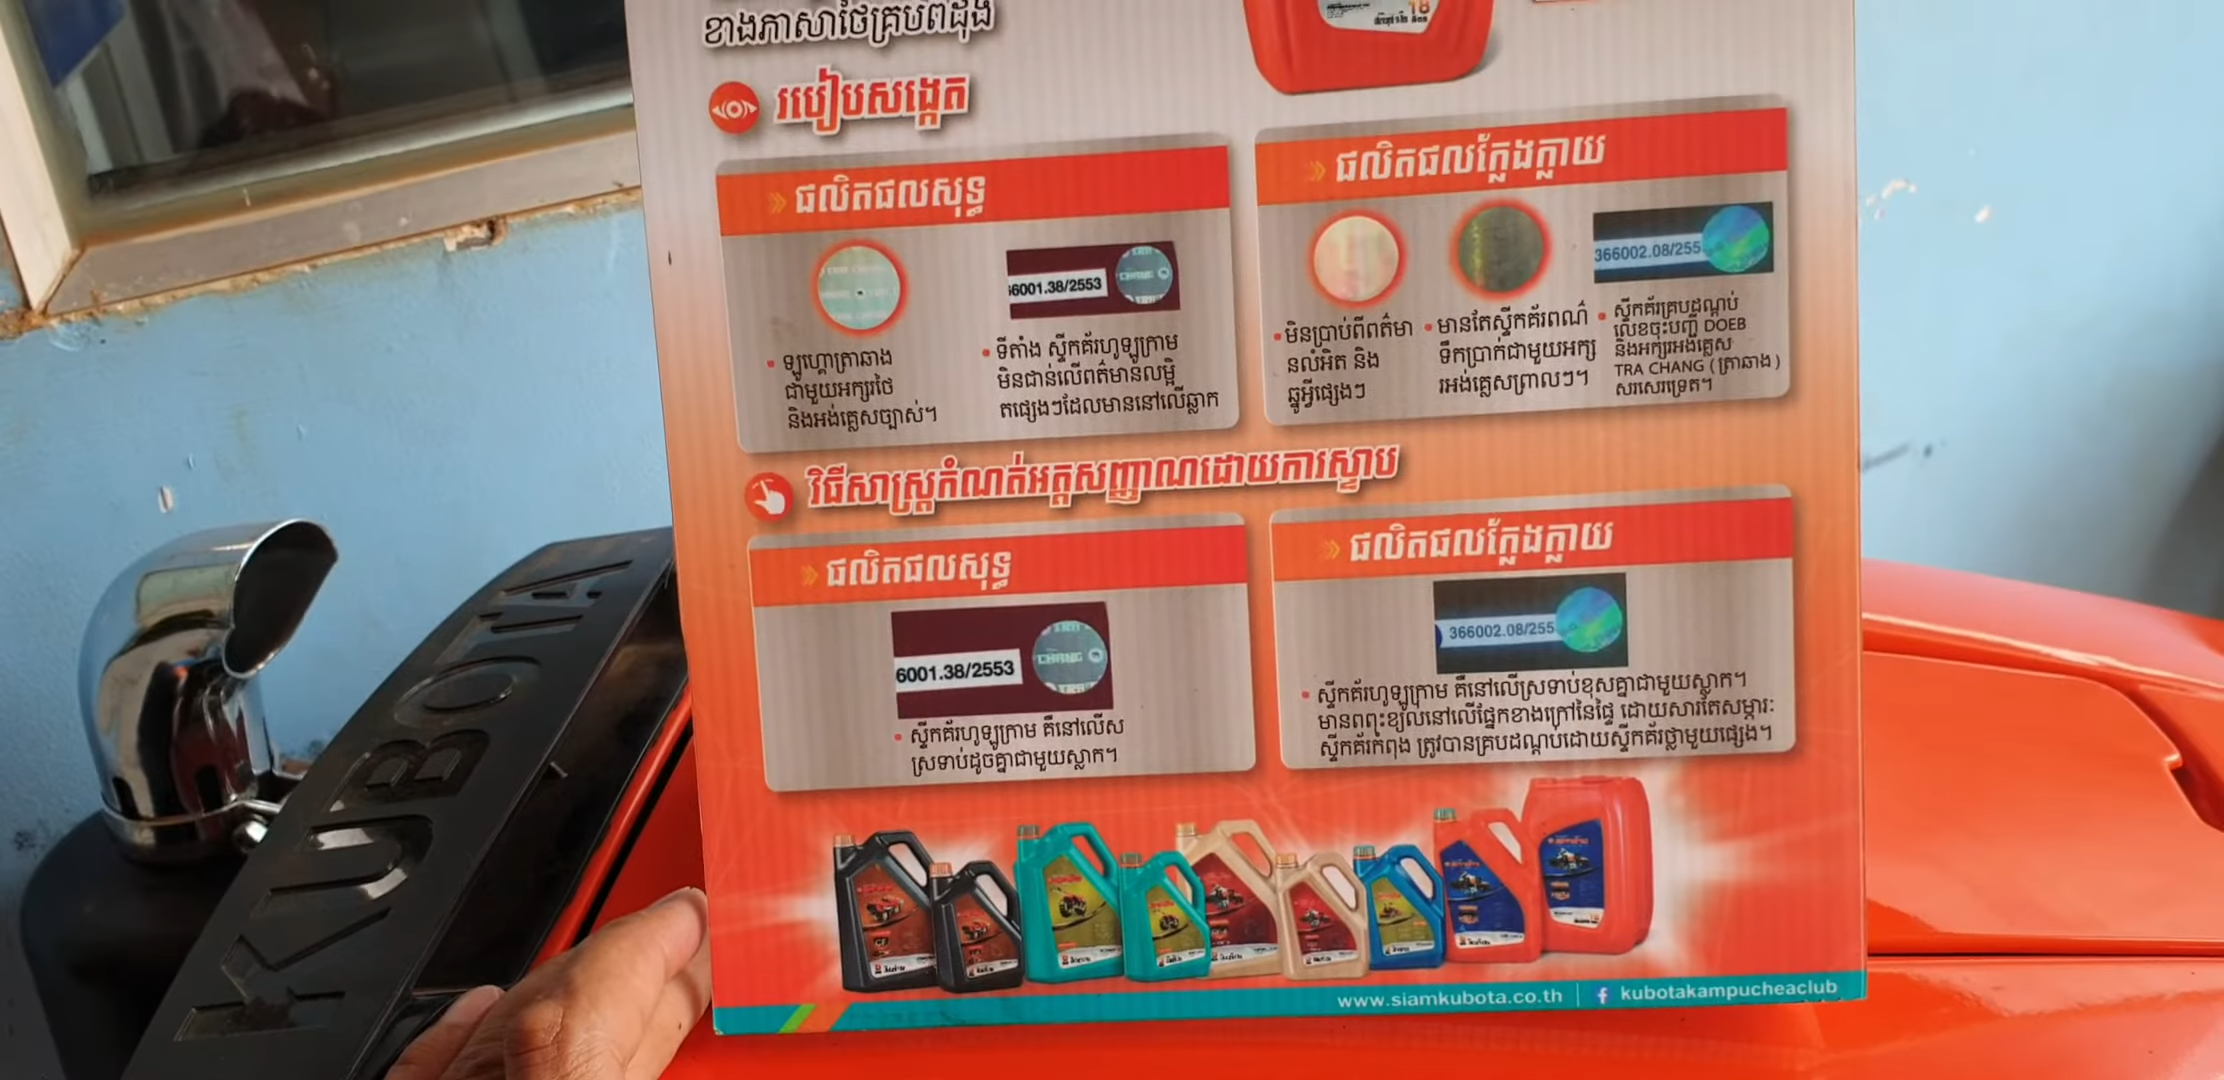 ខាងភាសាថៃគ្របពីដុំង
18
របៀបសង្កេត
ផលិតផលសុទ្ធ
6001.38/2553
CHANG
• ឡូហ្គោត្រាឆាង
ជាមួយអក្សរថៃ
និងអង់គ្លេសច្បាស់។
• ទីតាំង ស្ទីកគ័រហូឡូក្រាម
មិនជាន់លើពត៌មានលម្អិ
តផ្សេងៗដែលមាននៅលើឆ្លាក
ផលិតផលក្លែងក្លាយ
366002.08/255
• មិនប្រាប់ពីពត៌មា
នលំអិត និង
ឆ្នូអ្វីផ្សេងៗ
• មានតែស្ទីកគ័រពណ៌
ទឹកប្រាក់ជាមួយអក្ស
រអង់គ្លេសព្រាលៗ។
• ស្ទីកគ័រគ្របដណ្តប់
លេខចុះបញ្ជី DOEB
និងអក្សរអង់គ្លេស
TRA CHANG (ត្រាឆាង)
សរសេរទ្រេត។
វិធីសាស្ត្រកំណត់អត្តសញ្ញាណដោយការស្ទាប
ផលិតផលសុទ្ធ
6001.38/2553
CHANG
• ស្ទីកគ័រហូឡូក្រាម គឺនៅលើស
ស្រទាប់ដូចគ្នាជាមួយស្លាក។
ផលិតផលក្លែងក្លាយ
366002.08/255
• ស្ទីកគ័រហូឡូក្រាម គឺនៅលើស្រទាប់ខុសគ្នាជាមួយស្លាក។
មានពពុះខ្យល់នៅលើផ្នែកខាងក្រៅនៃផ្ទៃ ដោយសារតែសម្ភារៈ
ស្ទីកគ័រកំពុង ត្រូវបានគ្របដណ្តប់ដោយស្ទីកគ័រថ្លាមួយផ្សេង។
www.siamkubota.co.th
kubotakampucheaclub
KUBOTA